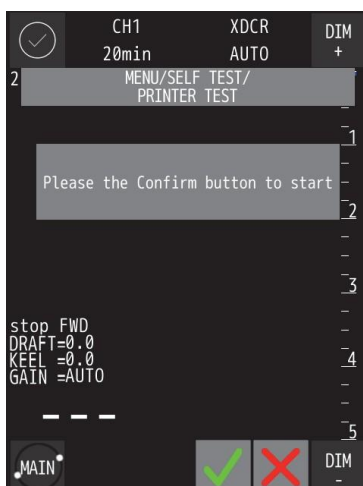 CH1 XDCR DIM
20min AUTO +
2 MENU/SELF TEST/
PRINTER TEST
1
Please the Confirm button to start
2
3
stop FWD
DRAFT=0.0
KEEL =0.0
GAIN =AUTO
4
– – –
5
MAIN DIM
-